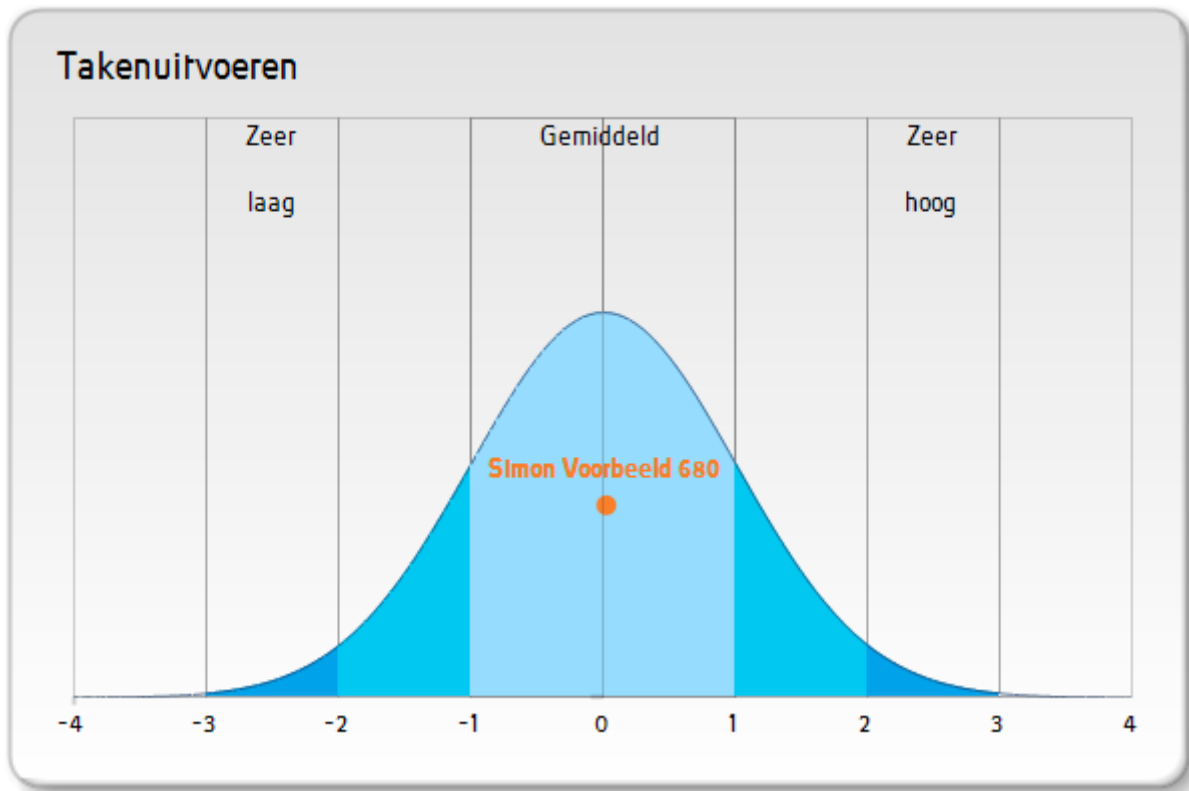 Takenuitvoeren
Zeer Gemiddeld Zeer
laag hoog
Simon Voorbeeld 680
-4 -3 -2 -1 0 1 2 3 4